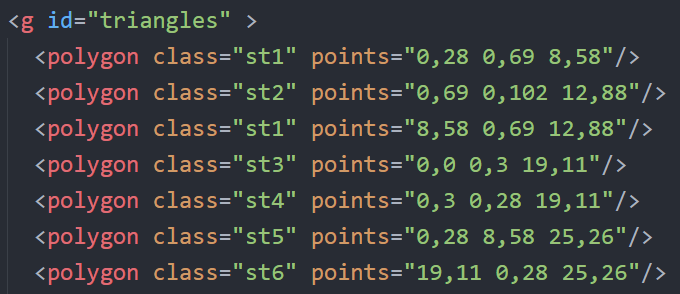 <g id="triangles" >
<polygon class="st1" points="0,28 0,69 8,58"/>
<polygon class="st2" points="0,69 0,102 12,88"/>
<polygon class="st1" points="8,58 0,69 12,88"/>
<polygon class="st3" points="0,0 0,3 19,11"/>
<polygon class="st4" points="0,3 0,28 19,11"/>
<polygon class="st5" points="0,28 8,58 25,26"/>
<polygon class="st6" points="19,11 0,28 25,26"/>